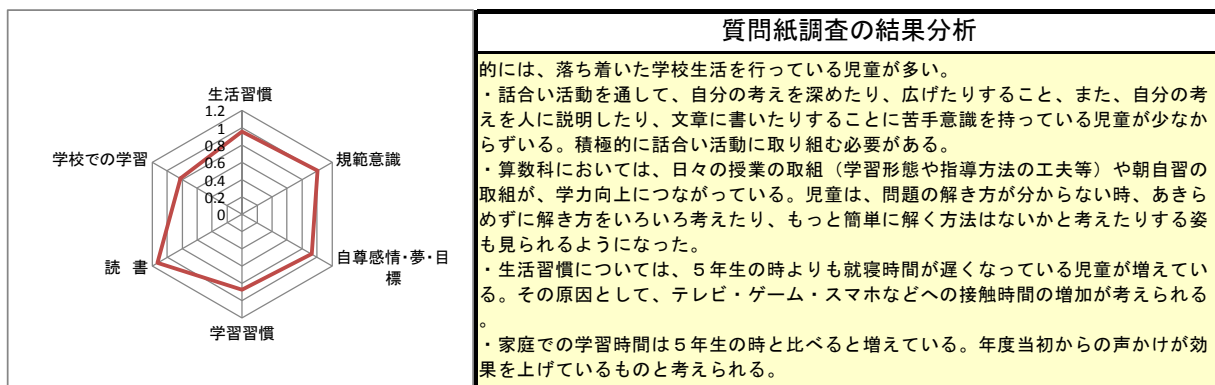 生活習慣
1.2
1
0.8
0.6
0.4
0.2
0
学校での学習
規範意識
読 書
自尊感情・夢・目
標
学習習慣
質問紙調査の結果分析
的には、落ち着いた学校生活を行っている児童が多い。
・話合い活動を通して、自分の考えを深めたり、広げたりすること、また、自分の考
えを人に説明したり、文章に書いたりすることに苦手意識を持っている児童が少なか
らずいる。積極的に話合い活動に取り組む必要がある。
・算数科においては、日々の授業の取組（学習形態や指導方法の工夫等）や朝自習の
取組が、学力向上につながっている。児童は、問題の解き方が分からない時、あきら
めずに解き方をいろいろ考えたり、もっと簡単に解く方法はないかと考えたりする姿
も見られるようになった。
・生活習慣については、５年生の時よりも就寝時間が遅くなっている児童が増えてい
る。その原因として、テレビ・ゲーム・スマホなどへの接触時間の増加が考えられる
。
・家庭での学習時間は５年生の時と比べると増えている。年度当初からの声かけが効
果を上げているものと考えられる。